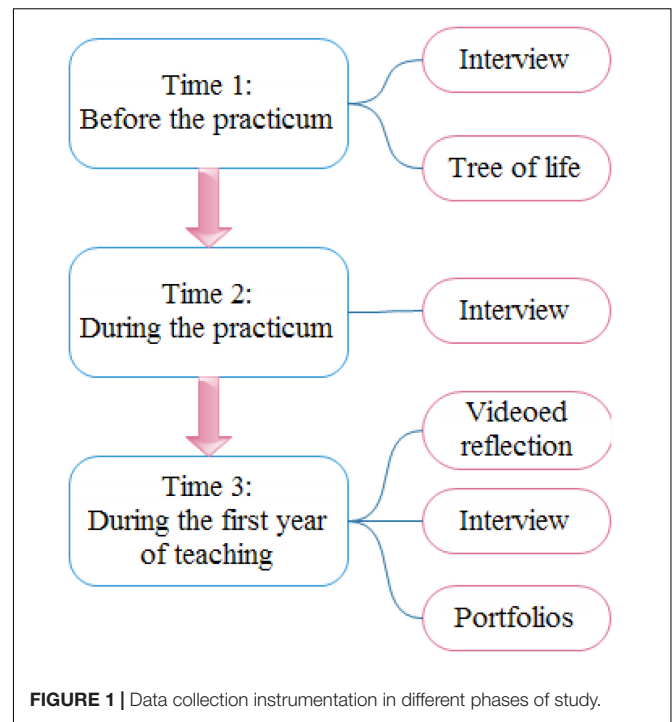 Time 1:
Before the practicum
Interview
Tree of life
Time 2:
During the practicum
Interview
Time 3:
During the first year
of teaching
Videoed
reflection
Interview
Portfolios
FIGURE 1 | Data collection instrumentation in different phases of study.